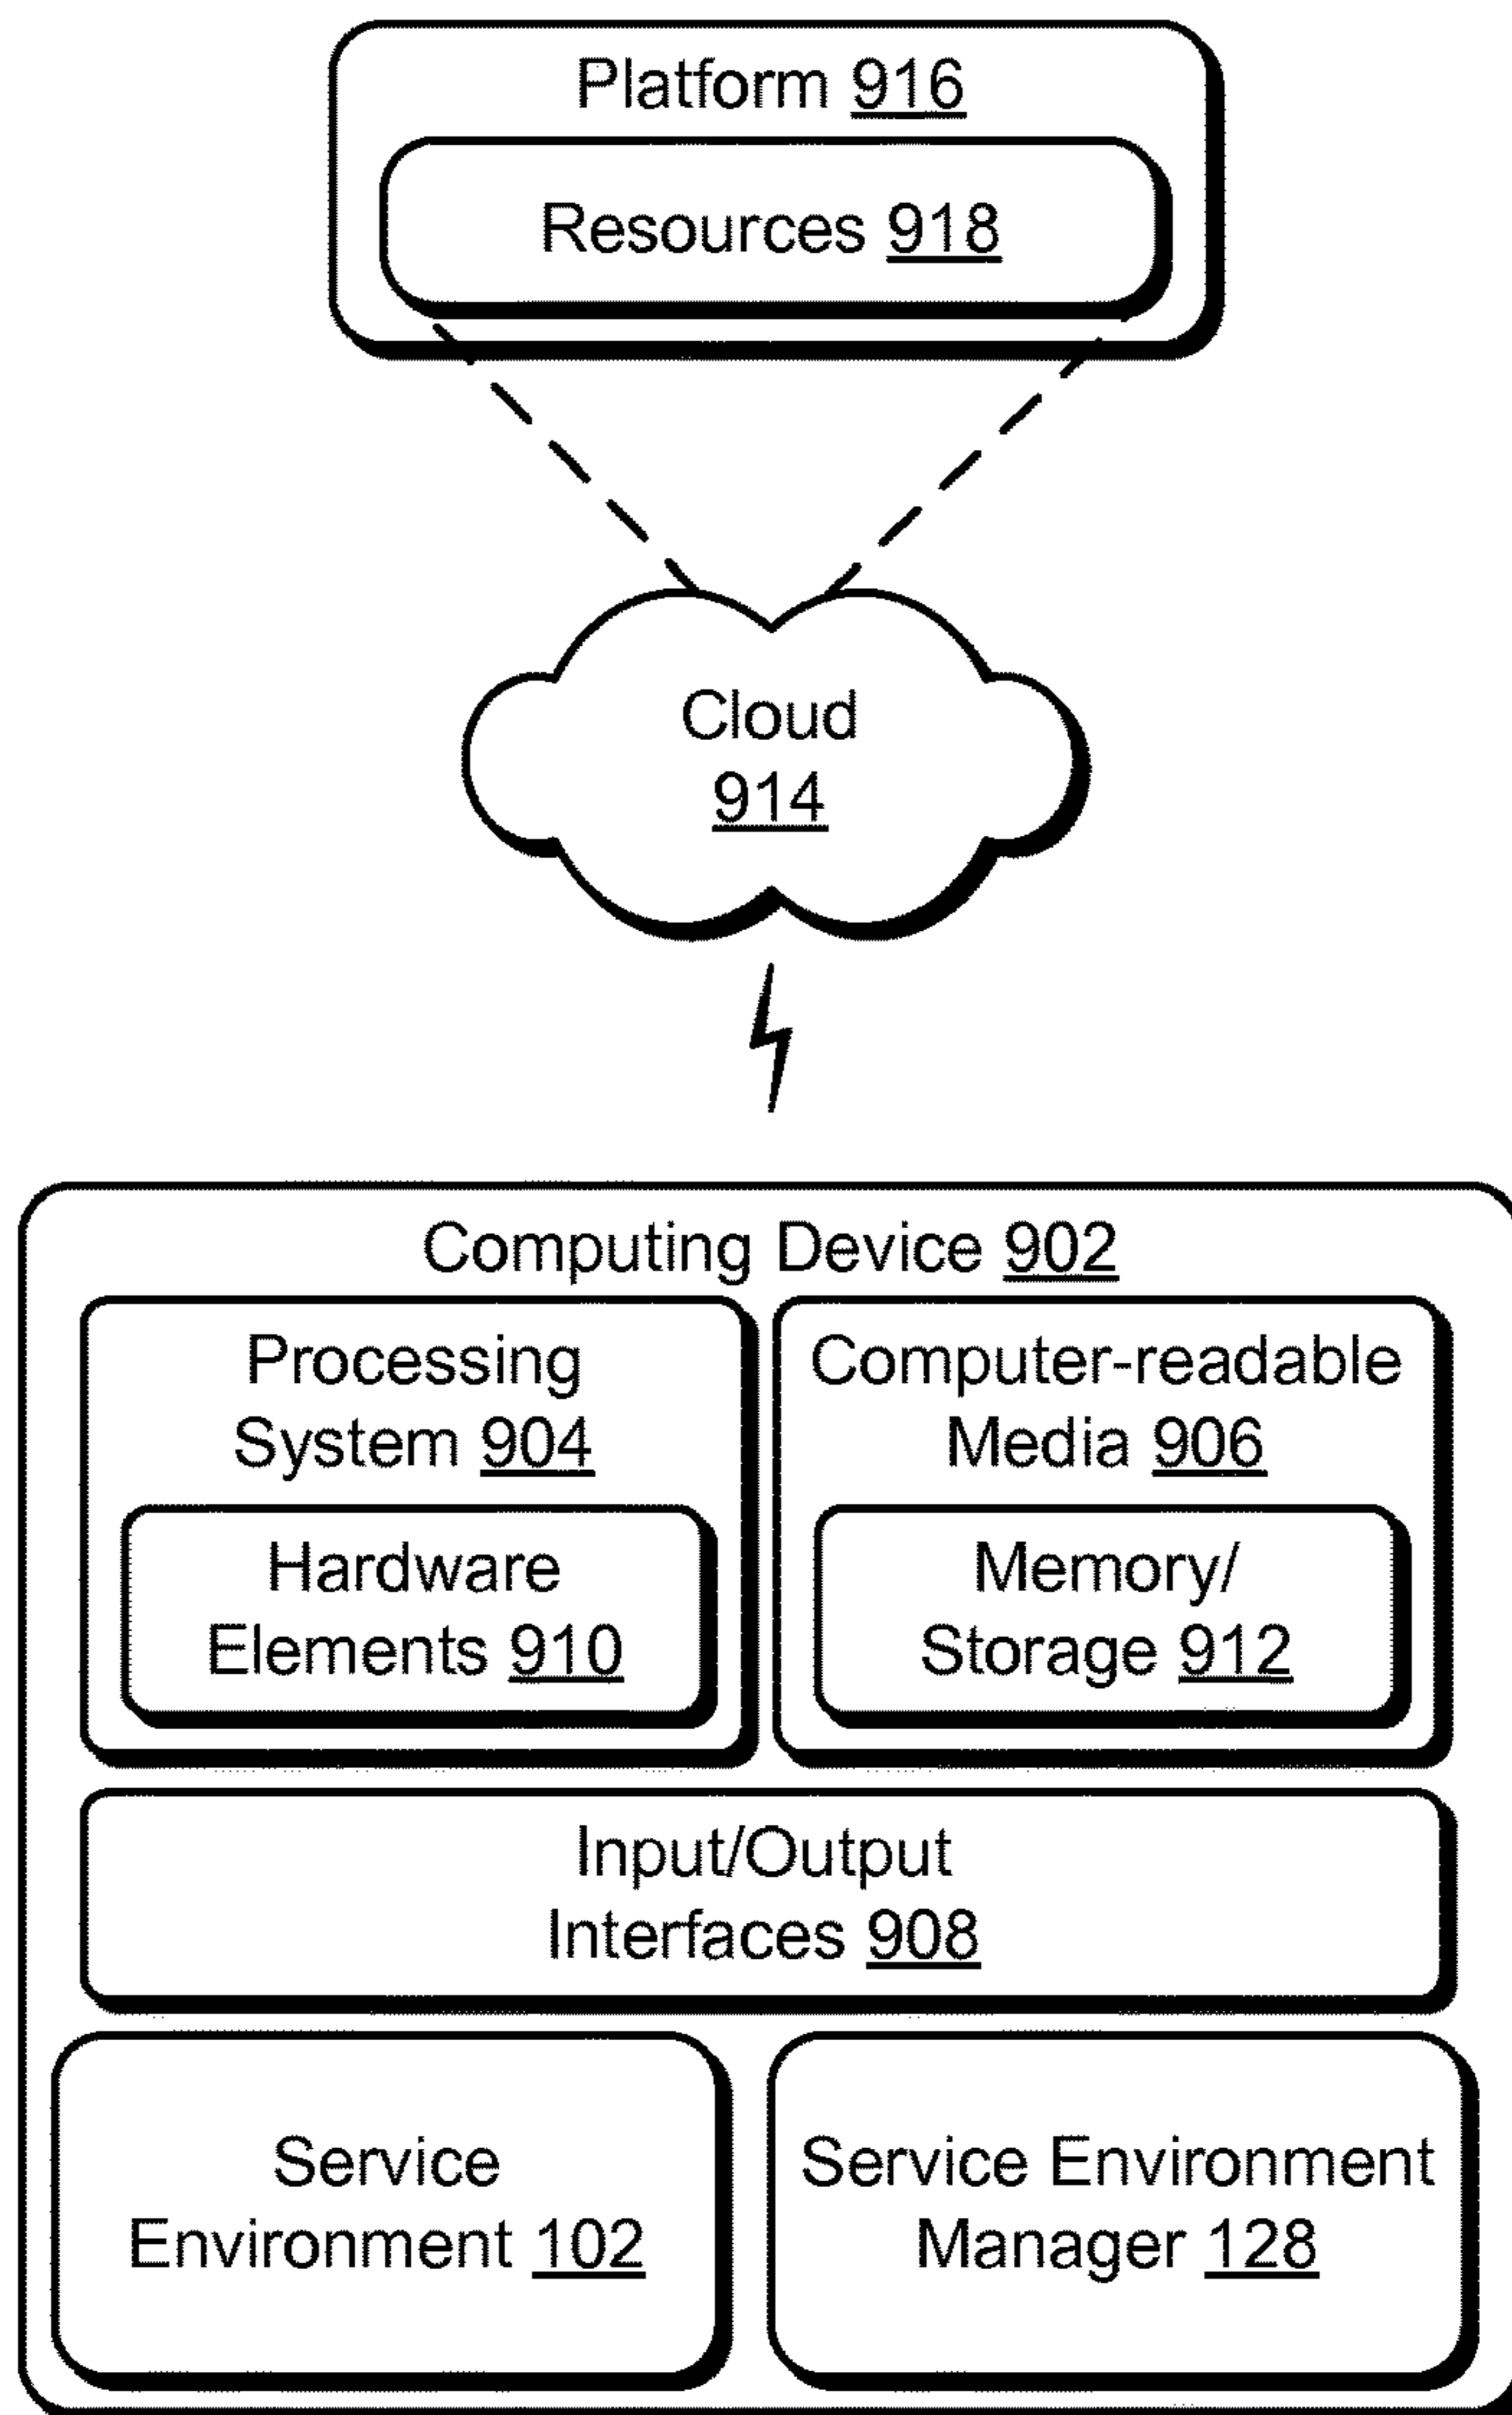 Platform 916
Resources 918
Cloud
914
Computing Device 902
Processing
System 904
Hardware
Elements 910
Computer-readable
Media 906
Memory/
Storage 912
Input/Output
Interfaces 908
Service
Environment 102
Service Environment
Manager 128